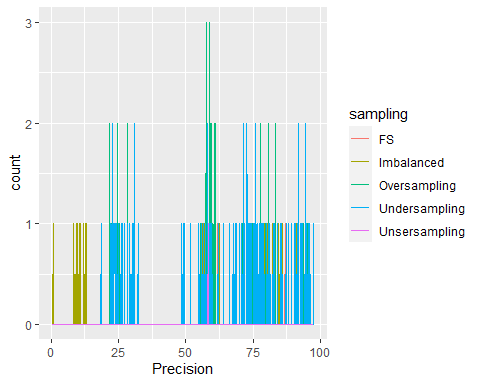 3
2
1
0
count
0
25
50
75
100
Precision
sampling
FS
Imbalanced
Oversampling
Undersampling
Unsersampling